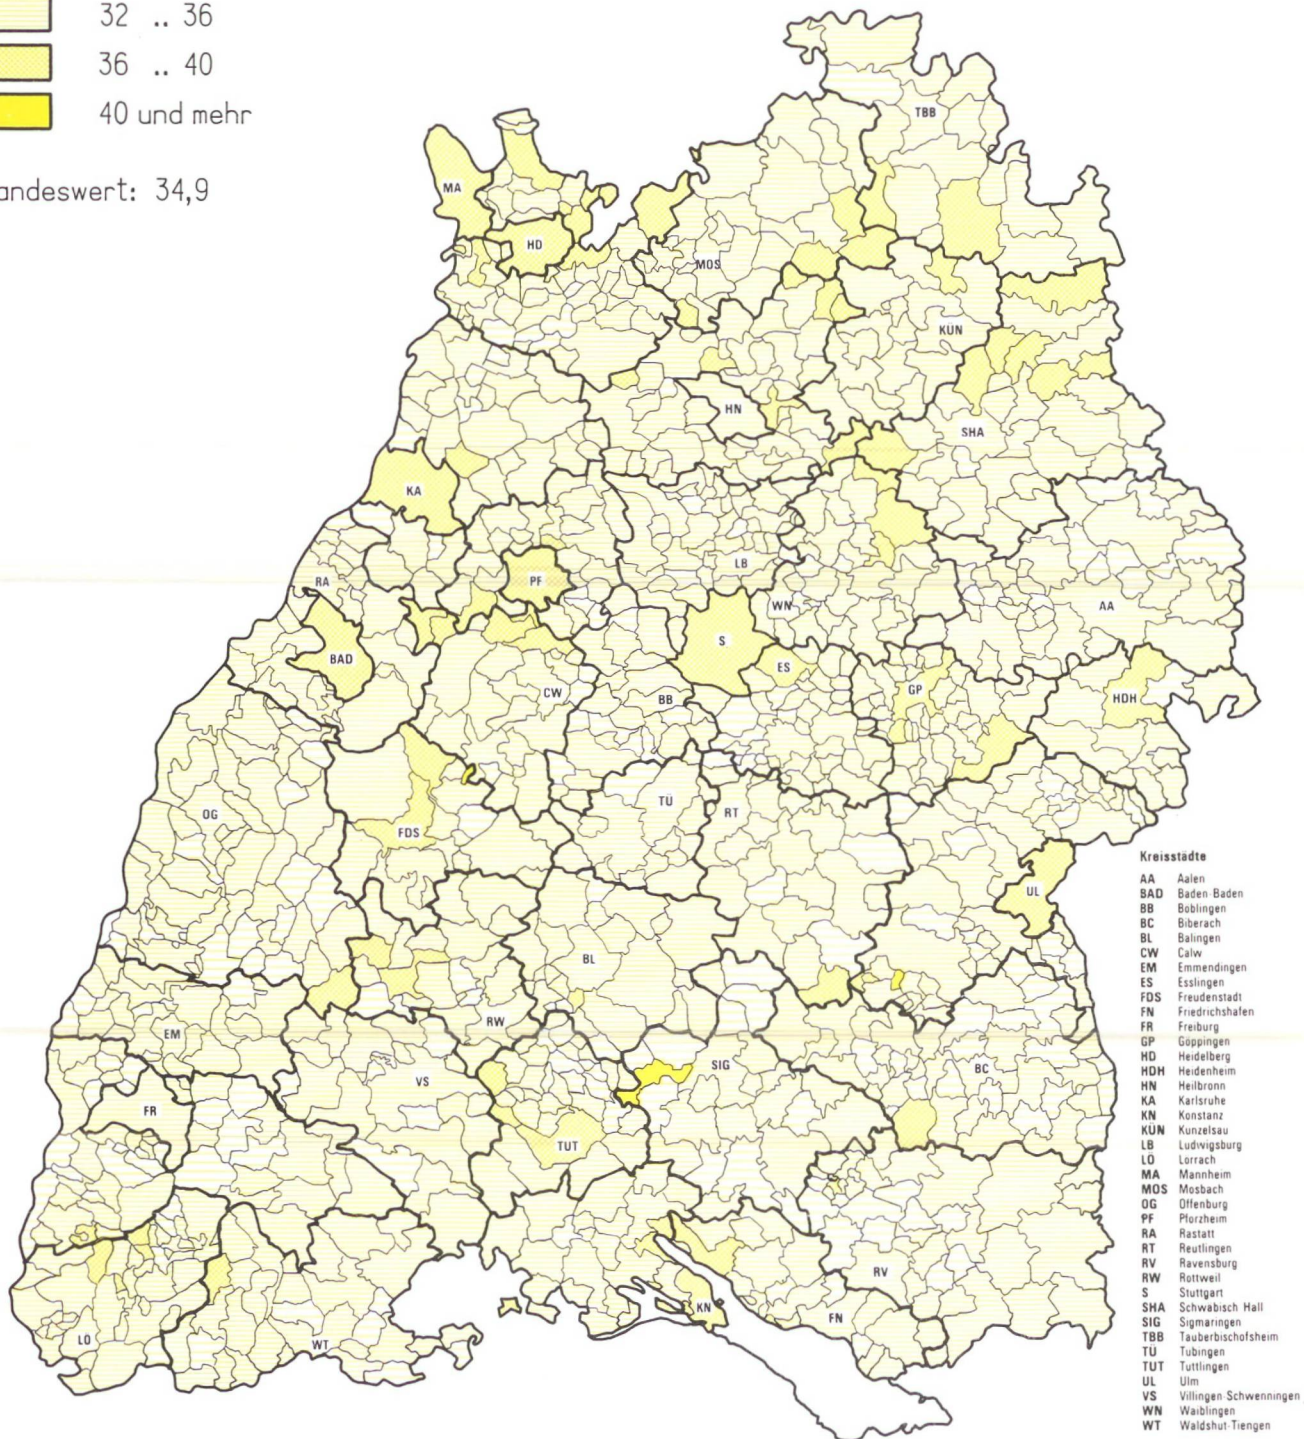 32 .. 36
36 .. 40
40 und mehr
andeswert: 34,9
TBB
MA
HD
MOS
KÜN
HN
SHA
KA
LB
PF
RA
WN
AA
S
BAD
ES
CW
GP
BB
HDH
OG
TÜ
RT
FDS
UL
BL
RW
EM
SIG
VS
BC
FR
TUT
RV
KN
FN
LÖ
WT
Kreisstädte
AA Aalen
BAD Baden-Baden
BB Böblingen
BC Biberach
BL Balingen
CW Calw
EM Emmendingen
ES Esslingen
FDS Freudenstadt
FN Friedrichshafen
FR Freiburg
GP Göppingen
HD Heidelberg
HDH Heidenheim
HN Heilbronn
KA Karlsruhe
KN Konstanz
KÜN Künzelsau
LB Ludwigsburg
LÖ Lörrach
MA Mannheim
MOS Mosbach
OG Offenburg
PF Pforzheim
RA Rastatt
RT Reutlingen
RV Ravensburg
RW Rottweil
S Stuttgart
SHA Schwäbisch Hall
SIG Sigmaringen
TBB Tauberbischofsheim
TÜ Tübingen
TUT Tuttlingen
UL Ulm
VS Villingen-Schwenningen
WN Waiblingen
WT Waldshut-Tiengen